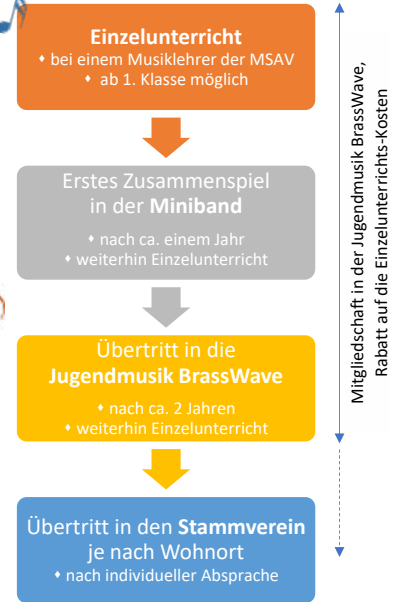 Einzelunterricht
• bei einem Musiklehrer der MSAV
• ab 1. Klasse möglich
Erstes Zusammenspiel
in der Miniband
• nach ca. einem Jahr
• weiterhin Einzelunterricht
Übertritt in die
Jugendmusik BrassWave
• nach ca. 2 Jahren
• weiterhin Einzelunterricht
Übertritt in den Stammverein
je nach Wohnort
• nach individueller Absprache
Mitgliedschaft in der Jugendmusik BrassWave,
Rabatt auf die Einzelunterrichts-Kosten